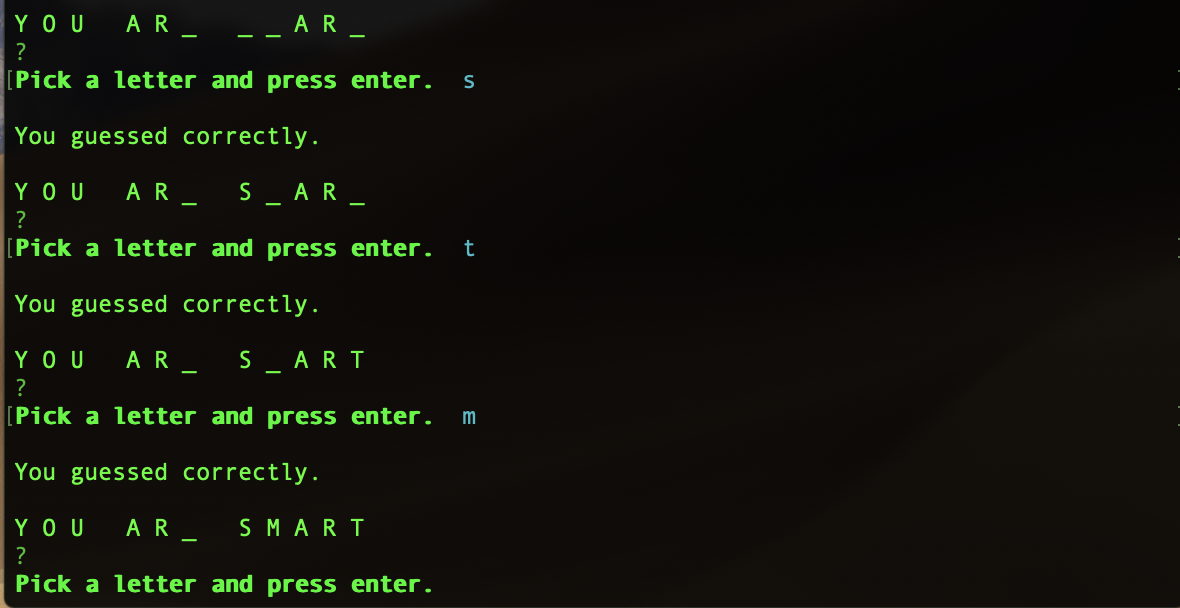 Y O U   A R _   _ _ A R _
?
[Pick a letter and press enter.  s
You guessed correctly.
Y O U   A R _   S _ A R _
?
[Pick a letter and press enter.  t
You guessed correctly.
Y O U   A R _   S _ A R T
?
[Pick a letter and press enter.  m
You guessed correctly.
Y O U   A R _   S M A R T
?
Pick a letter and press enter.